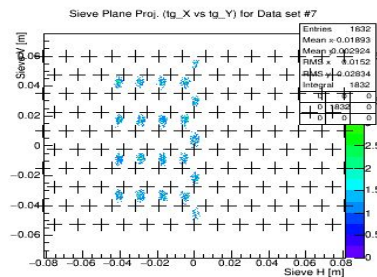 Sieve Plane Proj. (tg_X vs tg_Y) for Data set #7
Entries 1632
Mean x -0.01893
Mean y 0.002924
RMS x 0.0152
RMS y 0.02834
Integral 1832
0 0 0
0 1832 0
0 0 0
Sieve V [m]
0.06
0.04
0.02
0
−0.02
−0.04
−0.06
−0.08 −0.06 −0.04 −0.02 0 0.02 0.04 0.06 0.08
Sieve H [m]
2.5
2
1.5
1
0.5
0